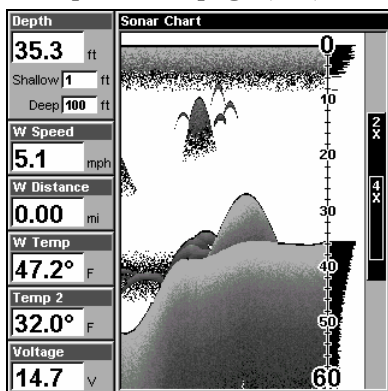 Depth
35.3 ft
Shallow 1 ft
Deep 100 ft
W Speed
5.1 mph
W Distance
0.00 mi
W Temp
47.2° F
Temp 2
32.0° F
Voltage
14.7 V
Sonar Chart
0
10
20
30
40
50
60
2X
4X